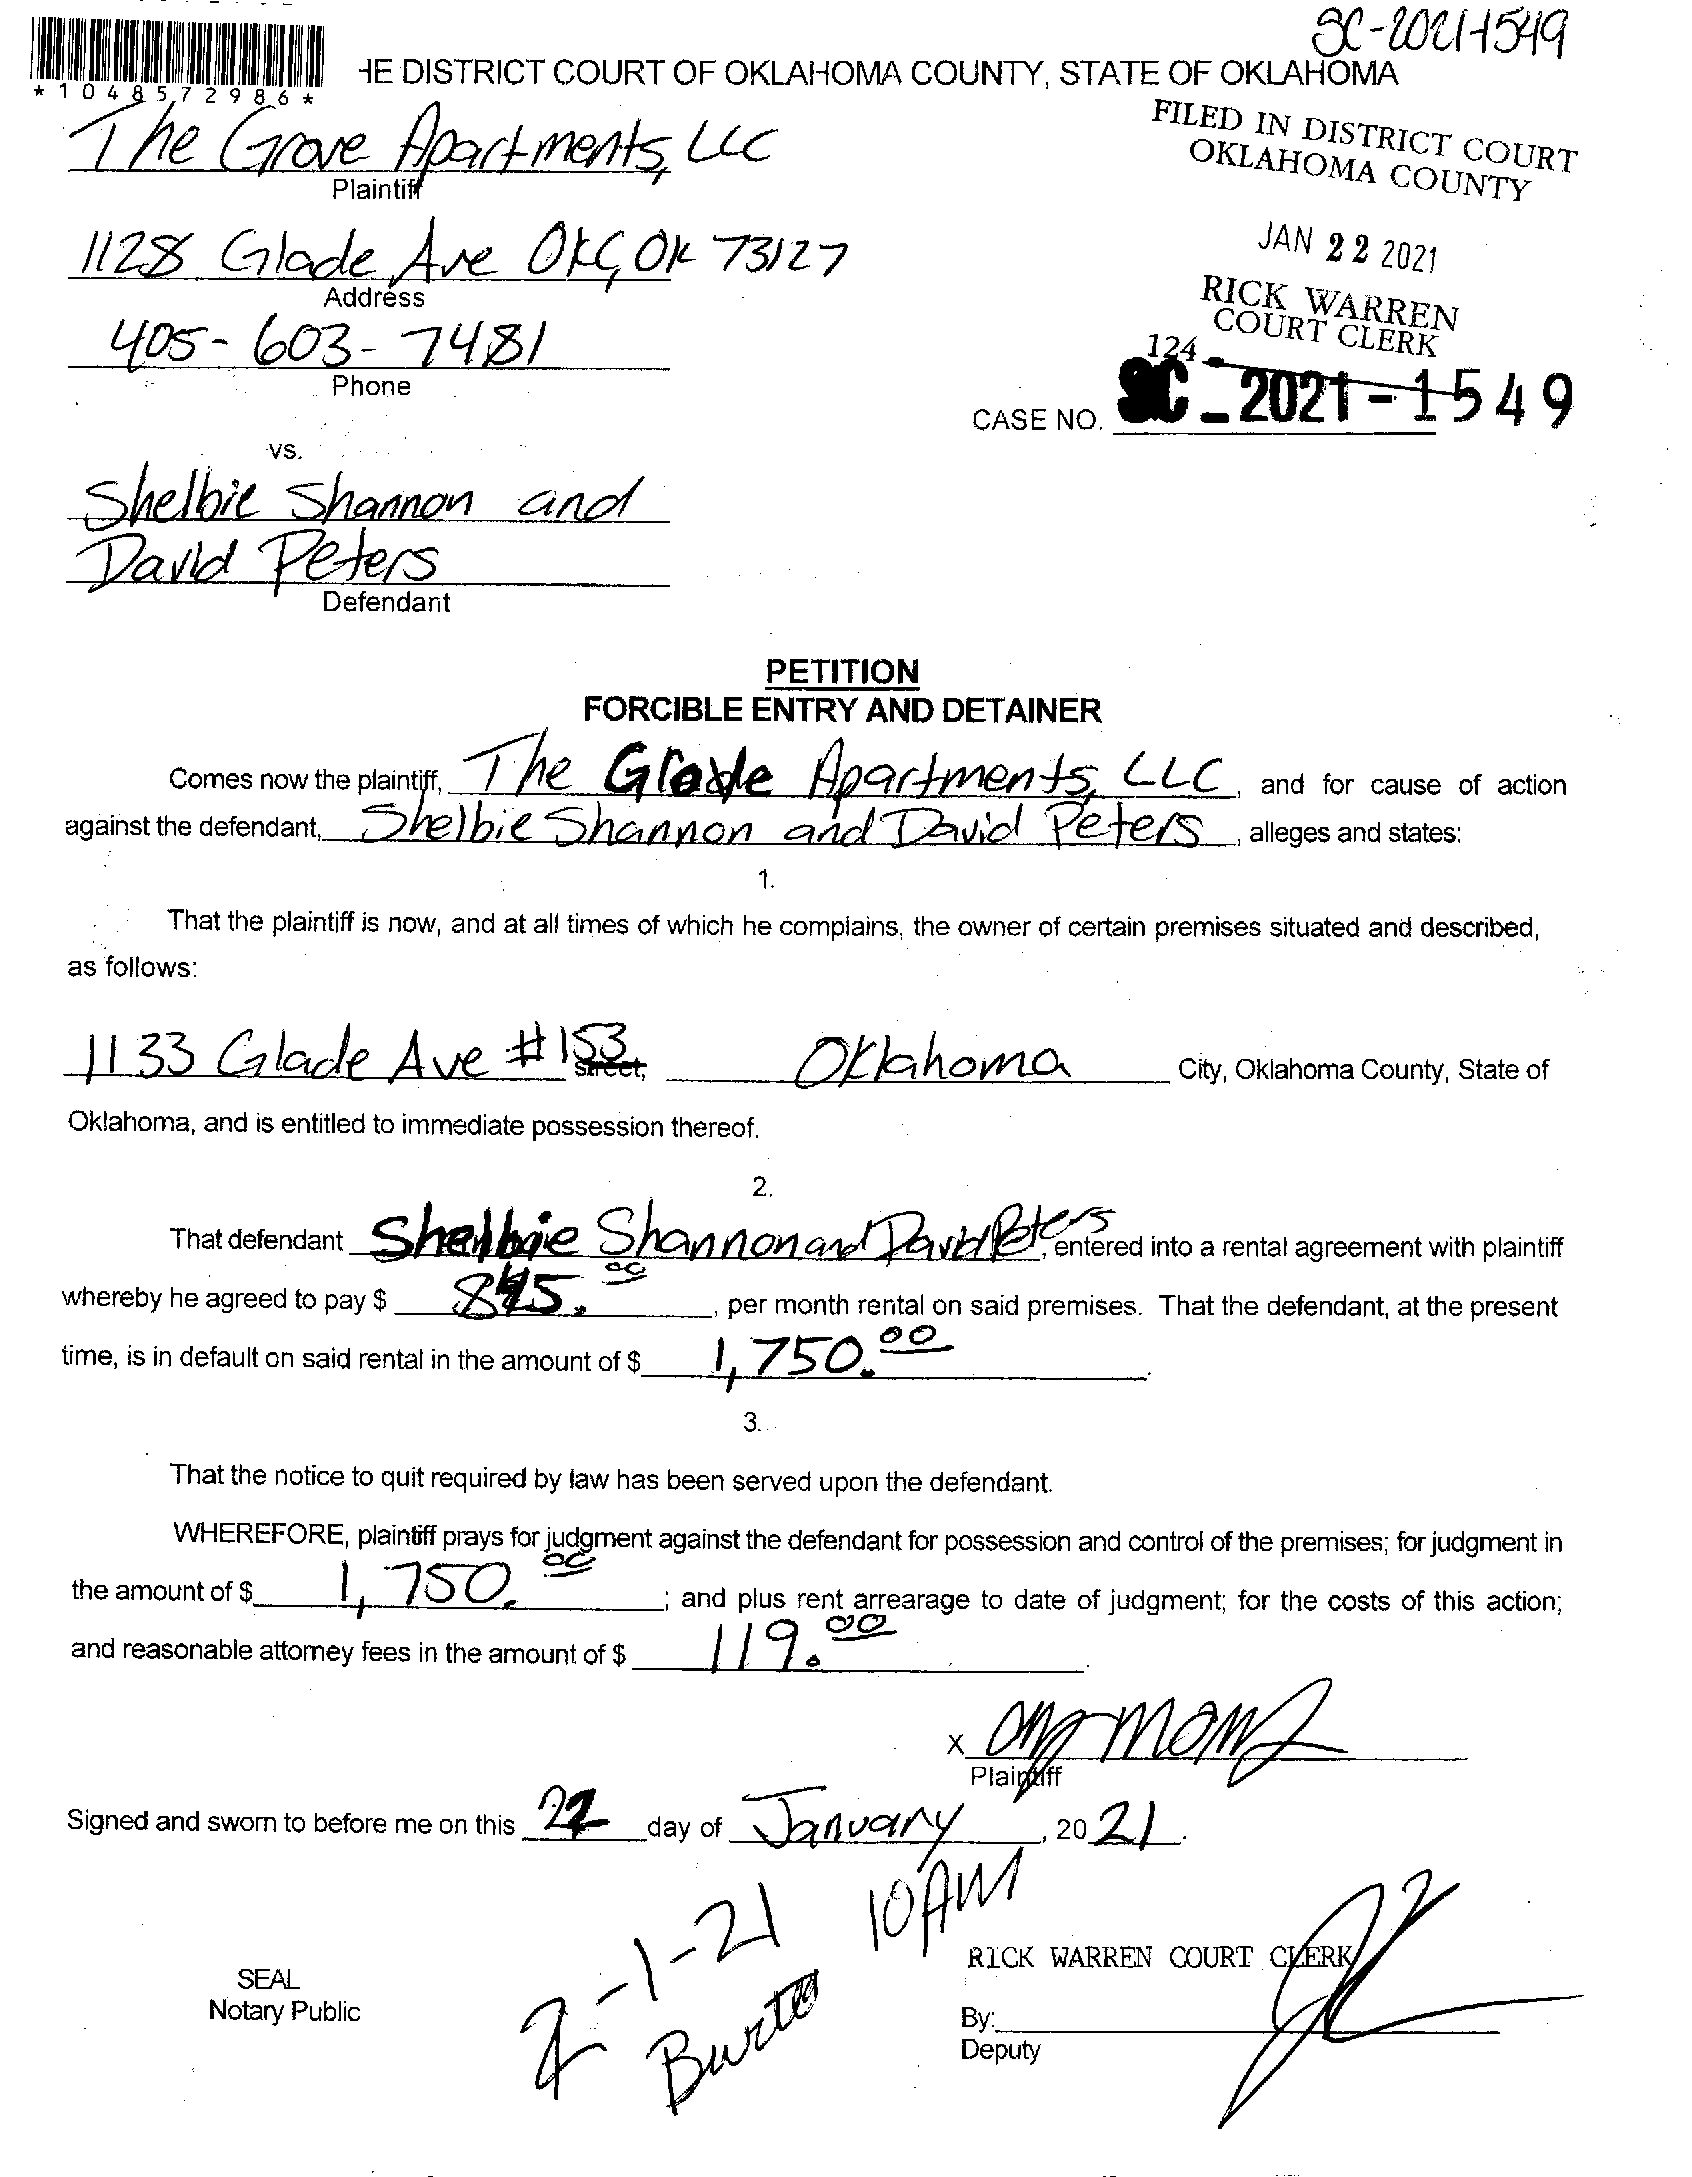 SC-2021-1549
*1048572986*
HE DISTRICT COURT OF OKLAHOMA COUNTY, STATE OF OKLAHOMA
The Grove Apartments, LLC
Plaintiff
FILED IN DISTRICT COURT
OKLAHOMA COUNTY
1128 Glade Ave OKC, OK 73127
Address
JAN 22 2021
RICK WARREN
COURT CLERK
405-603-7481
Phone
124
CASE NO. SC-2021-1549
vs.
Shelbie Shannon and
David Peters
Defendant
PETITION
FORCIBLE ENTRY AND DETAINER
Comes now the plaintiff, The Apartments, LLC, and for cause of action
against the defendant, Shelbie Shannon and David Peters, alleges and states:
1.
That the plaintiff is now, and at all times of which he complains, the owner of certain premises situated and described,
as follows:
1133 Glade Ave #153 Street, Oklahoma City, Oklahoma County, State of
Oklahoma, and is entitled to immediate possession thereof.
2.
That defendant Shelbie Shannon and David Peters, entered into a rental agreement with plaintiff
whereby he agreed to pay $ , per month rental on said premises. That the defendant, at the present
time, is in default on said rental in the amount of $ 1,750.00.
3.
That the notice to quit required by law has been served upon the defendant.
WHEREFORE, plaintiff prays for judgment against the defendant for possession and control of the premises; for judgment in
the amount of $ 1,750.00; and plus rent arrearage to date of judgment; for the costs of this action;
and reasonable attorney fees in the amount of $ 119.00.
x
Plaintiff
Signed and sworn to before me on this 22 day of January, 2021.
2-1-21 10AM
RICK WARREN COURT CLERK
SEAL
Notary Public
By:
Deputy